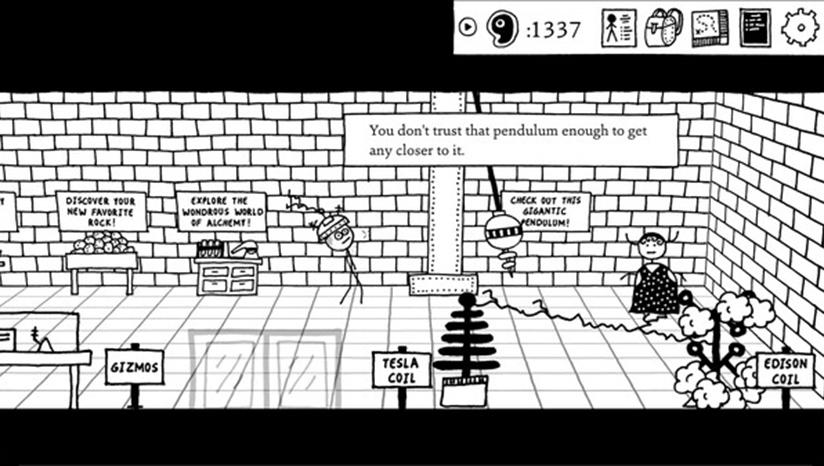 :1337
You don't trust that pendulum enough to get
any closer to it.
DISCOVER YOUR
NEW FAVORITE
ROCK!
EXPLORE THE
WONDROUS WORLD
OF ALCHEMY!
CHECK OUT THIS
GIGANTIC
PENDULUM!
GIZMOS
TESLA
COIL
EDISON
COIL